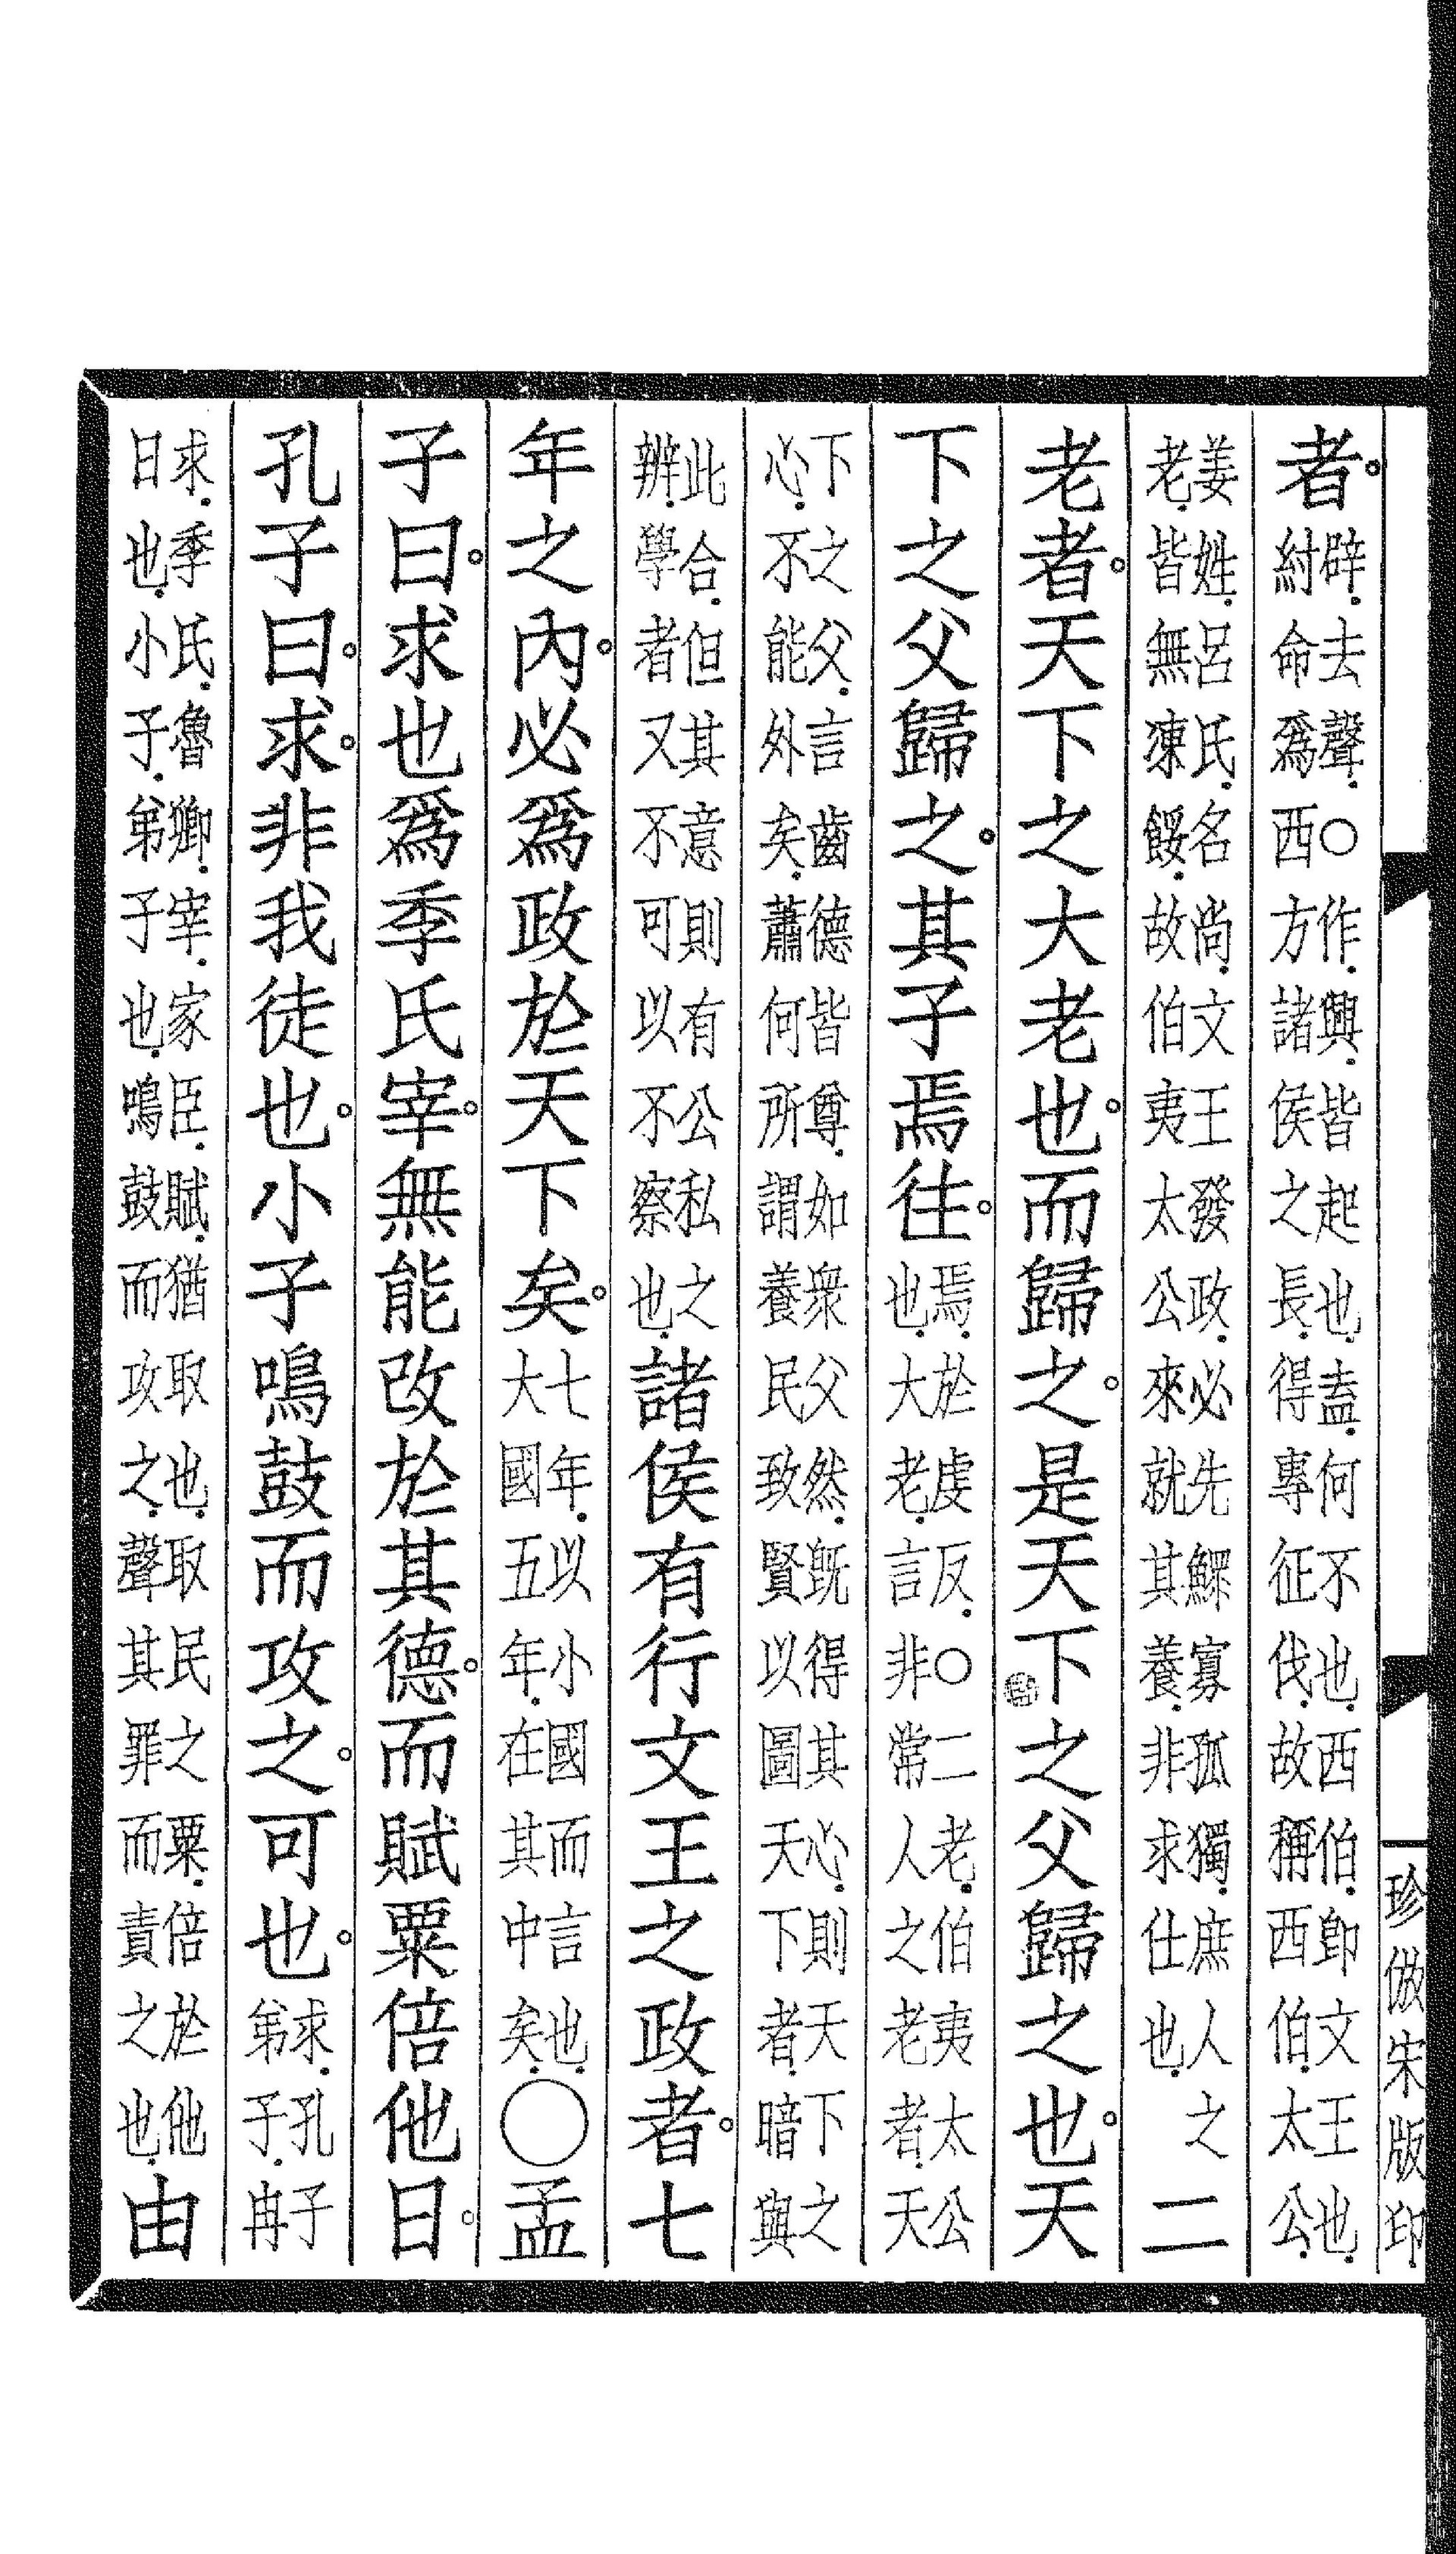 珍倣宋版印
者。辟.去聲.○作.興.皆起也.盍.何不也.西伯.卽文王也.紂命爲西方諸侯之長.得專征伐.故稱西伯.太公.
姜姓.呂氏.名尚.文王發政.必先鰥寡孤獨.庶人之老.皆無凍餒.故伯夷太公來就其養.非求仕也.二
老者。天下之大老也。而歸之。是天下之父歸之也。天
下之父歸之。其子焉往。焉.於虔反.○二老.伯夷太公也.大老.言非常人之老者.天
下之父.言齒德皆尊.如衆父然.旣得其心.則天下之心.不能外矣.蕭何所謂養民致賢以圖天下者.暗與
此合.但其意則有公私之辨.學者又不可以不察也.諸侯有行文王之政者。七
年之內。必爲政於天下矣。七年.以小國而言也.大國五年.在其中矣.○孟
子曰。求也爲季氏宰。無能改於其德。而賦粟倍他日。
孔子曰。求。非我徒也。小子鳴鼓而攻之。可也。求.孔子弟子.冉
求.季氏.魯卿.宰.家臣.賦.猶取也.取民之粟.倍於他日也.小子.弟子也.鳴鼓而攻之.聲其罪而責之也.由